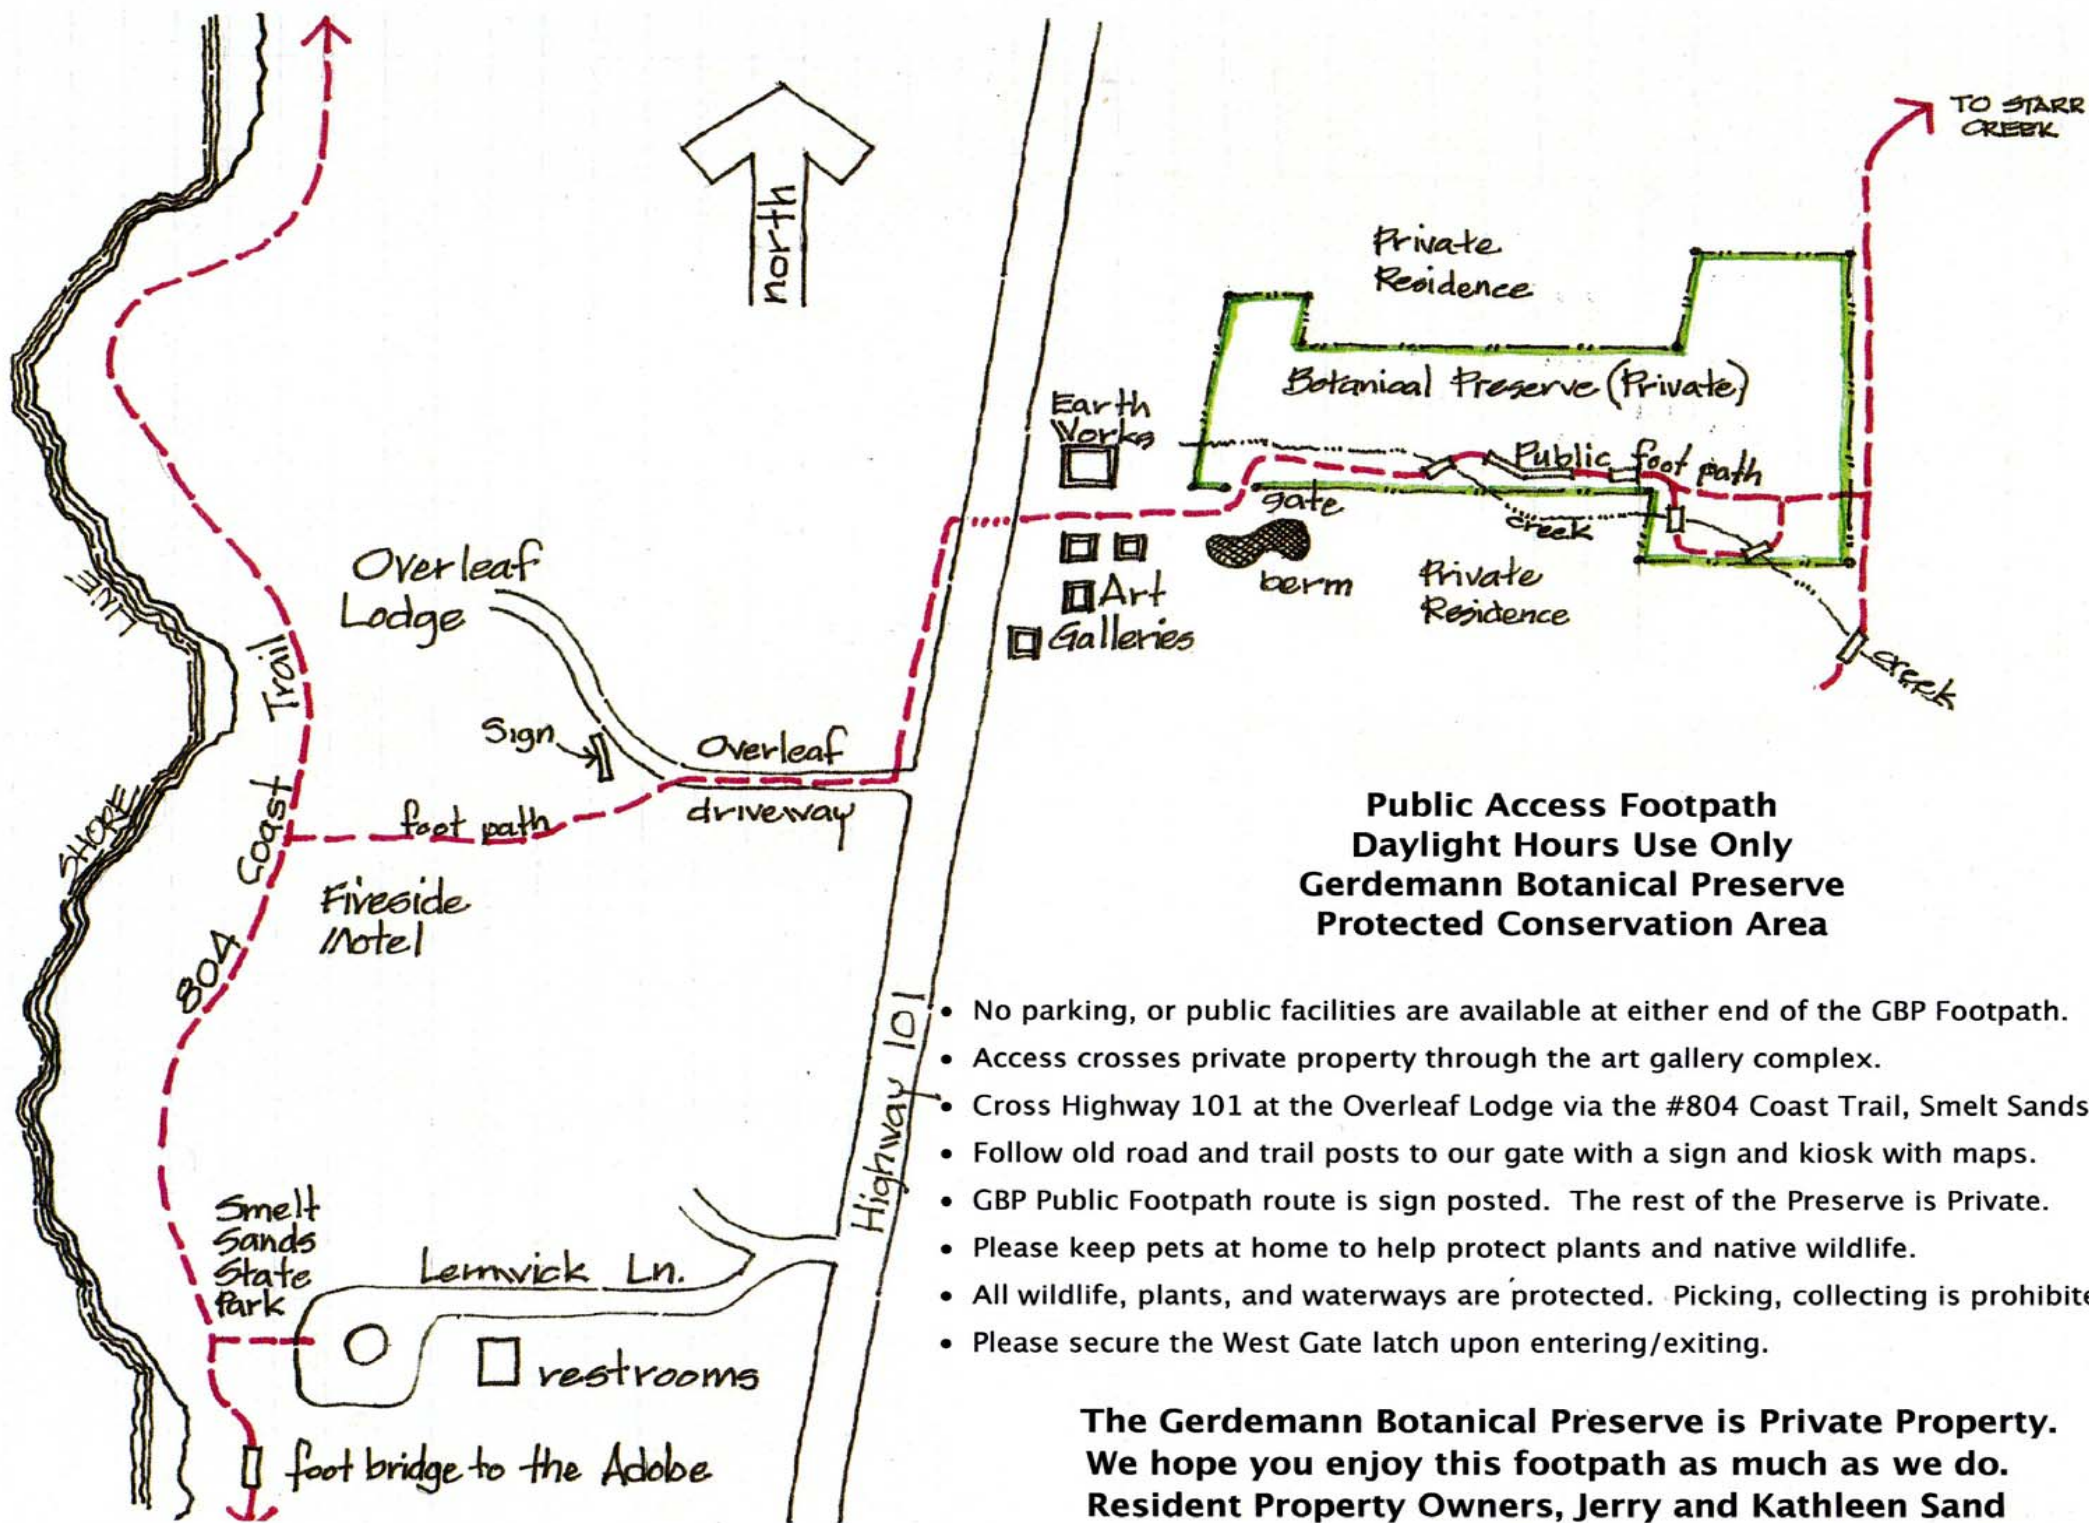 TO STARR
CREEK
north
Private
Residence
Botanical Preserve (Private)
Earth
Works
Public foot path
gate
creek
berm
Private
Residence
Art
Galleries
creek
Overleaf
Lodge
Sign
Overleaf
driveway
foot path
SHORE LINE
804 Coast Trail
Fireside
Motel
Highway 101
Smelt
Sands
State
Park
Lemwick Ln.
restrooms
foot bridge to the Adobe
Public Access Footpath
Daylight Hours Use Only
Gerdemann Botanical Preserve
Protected Conservation Area
• No parking, or public facilities are available at either end of the GBP Footpath.
• Access crosses private property through the art gallery complex.
• Cross Highway 101 at the Overleaf Lodge via the #804 Coast Trail, Smelt Sands
• Follow old road and trail posts to our gate with a sign and kiosk with maps.
• GBP Public Footpath route is sign posted.  The rest of the Preserve is Private.
• Please keep pets at home to help protect plants and native wildlife.
• All wildlife, plants, and waterways are protected.  Picking, collecting is prohibite
• Please secure the West Gate latch upon entering/exiting.
The Gerdemann Botanical Preserve is Private Property.
We hope you enjoy this footpath as much as we do.
Resident Property Owners, Jerry and Kathleen Sand